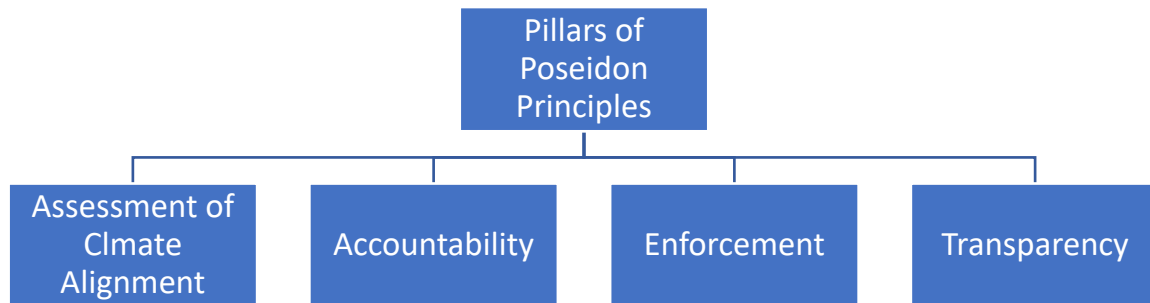 Pillars of
Poseidon
Principles
Assessment of
Clmate
Alignment
Accountability
Enforcement
Transparency